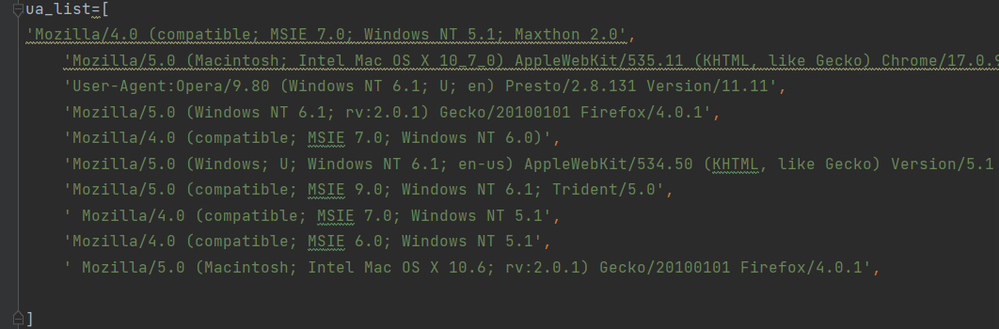 ua_list=[
'Mozilla/4.0 (compatible; MSIE 7.0; Windows NT 5.1; Maxthon 2.0',
'Mozilla/5.0 (Macintosh; Intel Mac OS X 10_7_0) AppleWebKit/535.11 (KHTML, like Gecko) Chrome/17.0.9
'User-Agent:Opera/9.80 (Windows NT 6.1; U; en) Presto/2.8.131 Version/11.11',
'Mozilla/5.0 (Windows NT 6.1; rv:2.0.1) Gecko/20100101 Firefox/4.0.1',
'Mozilla/4.0 (compatible; MSIE 7.0; Windows NT 6.0)',
'Mozilla/5.0 (Windows; U; Windows NT 6.1; en-us) AppleWebKit/534.50 (KHTML, like Gecko) Version/5.1
'Mozilla/5.0 (compatible; MSIE 9.0; Windows NT 6.1; Trident/5.0',
' Mozilla/4.0 (compatible; MSIE 7.0; Windows NT 5.1',
'Mozilla/4.0 (compatible; MSIE 6.0; Windows NT 5.1',
' Mozilla/5.0 (Macintosh; Intel Mac OS X 10.6; rv:2.0.1) Gecko/20100101 Firefox/4.0.1',
]